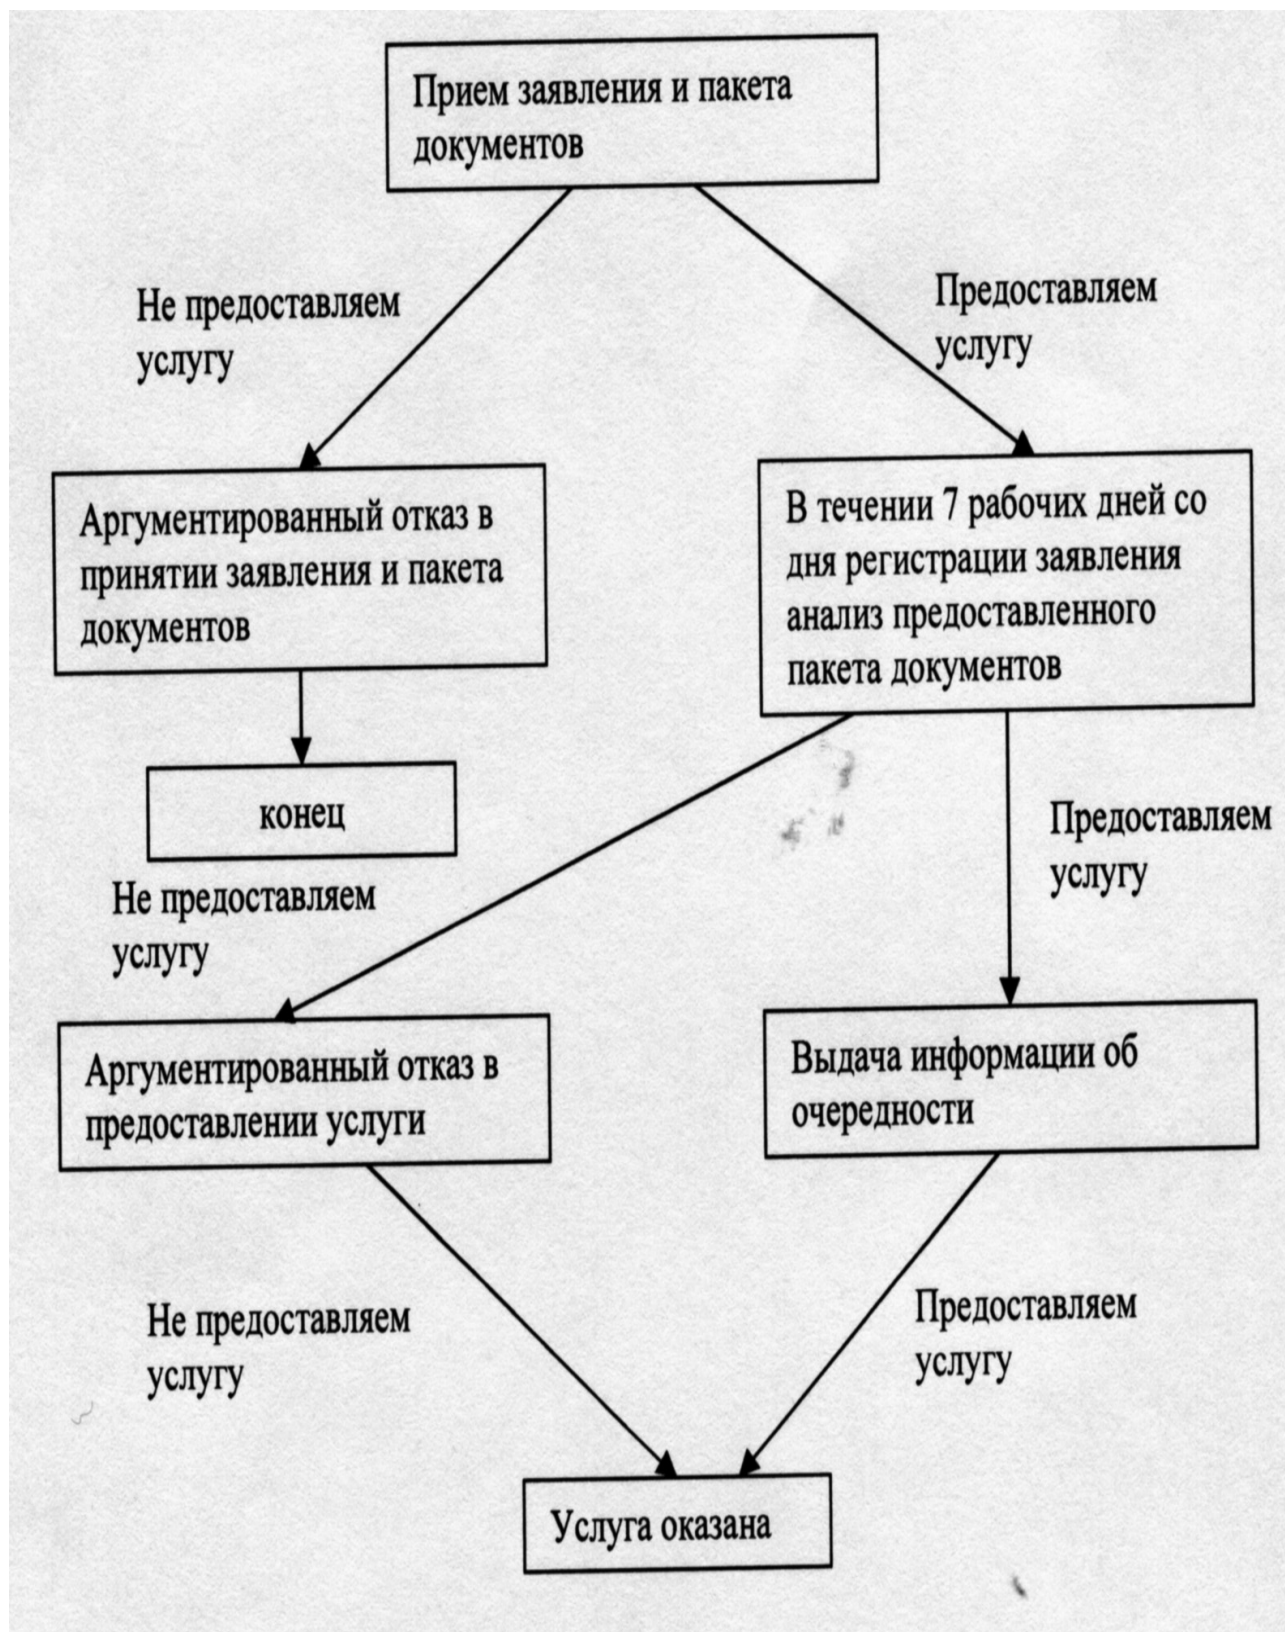 Прием заявления и пакета
документов
Не предоставляем
услугу
Предоставляем
услугу
Аргументированный отказ в
принятии заявления и пакета
документов
В течении 7 рабочих дней со
дня регистрации заявления
анализ предоставленного
пакета документов
конец
Предоставляем
услугу
Не предоставляем
услугу
Аргументированный отказ в
предоставлении услуги
Выдача информации об
очередности
Не предоставляем
услугу
Предоставляем
услугу
Услуга оказана